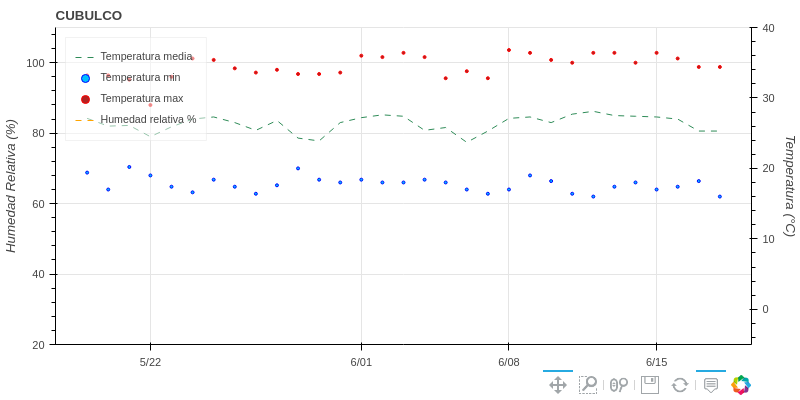 CUBULCO
Temperatura media
Temperatura min
Temperatura max
Humedad relativa %
Humedad Relativa (%)
100
80
60
40
20
Temperatura (°C)
40
30
20
10
0
5/22
6/01
6/08
6/15